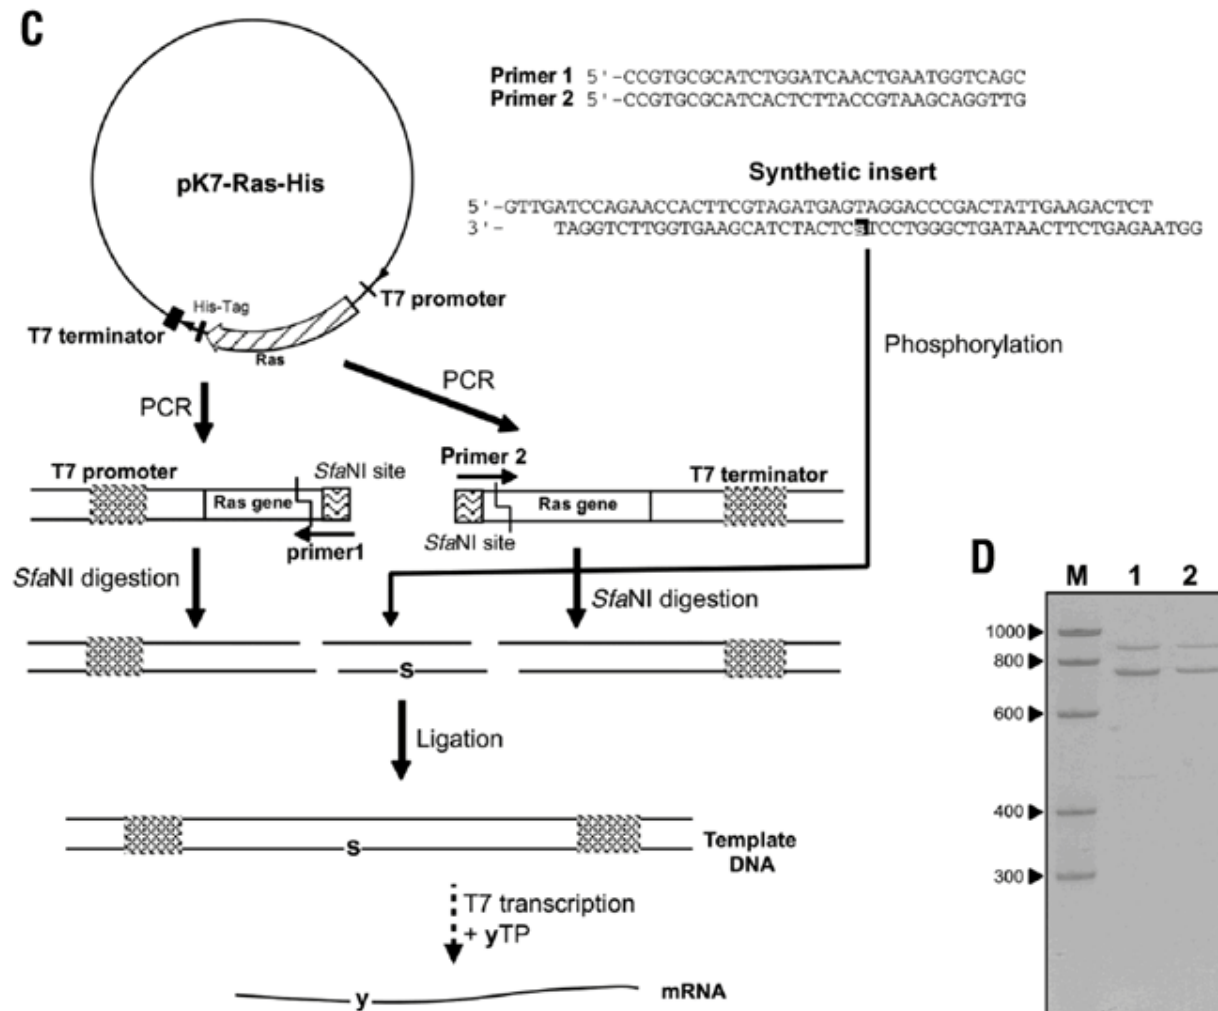 C
Primer 1 5'-CCGTGCGCATCTGGATCAACTGAATGGTCAGC
Primer 2 5'-CCGTGCGCATCACTCTTACCGTAAGCAGGTTG
pK7-Ras-His
Synthetic insert
5'-GTTGATCCAGAACCACTTCGTAGATGAGTAGGACCCGACTATTGAAGACTCT
3'- TAGGTCTTGGTGAAGCATCTACTCSTCCTGGGCTGATAACTTCTGAGAATGG
His-Tag
T7 promoter
T7 terminator
Ras
Phosphorylation
PCR
PCR
T7 promoter
SfaNI site
Primer 2
T7 terminator
Ras gene
Ras gene
primer1
SfaNI site
SfaNI digestion
SfaNI digestion
D
M 1 2
1000
800
600
400
300
s
Ligation
s
Template
DNA
T7 transcription
+ yTP
y
mRNA